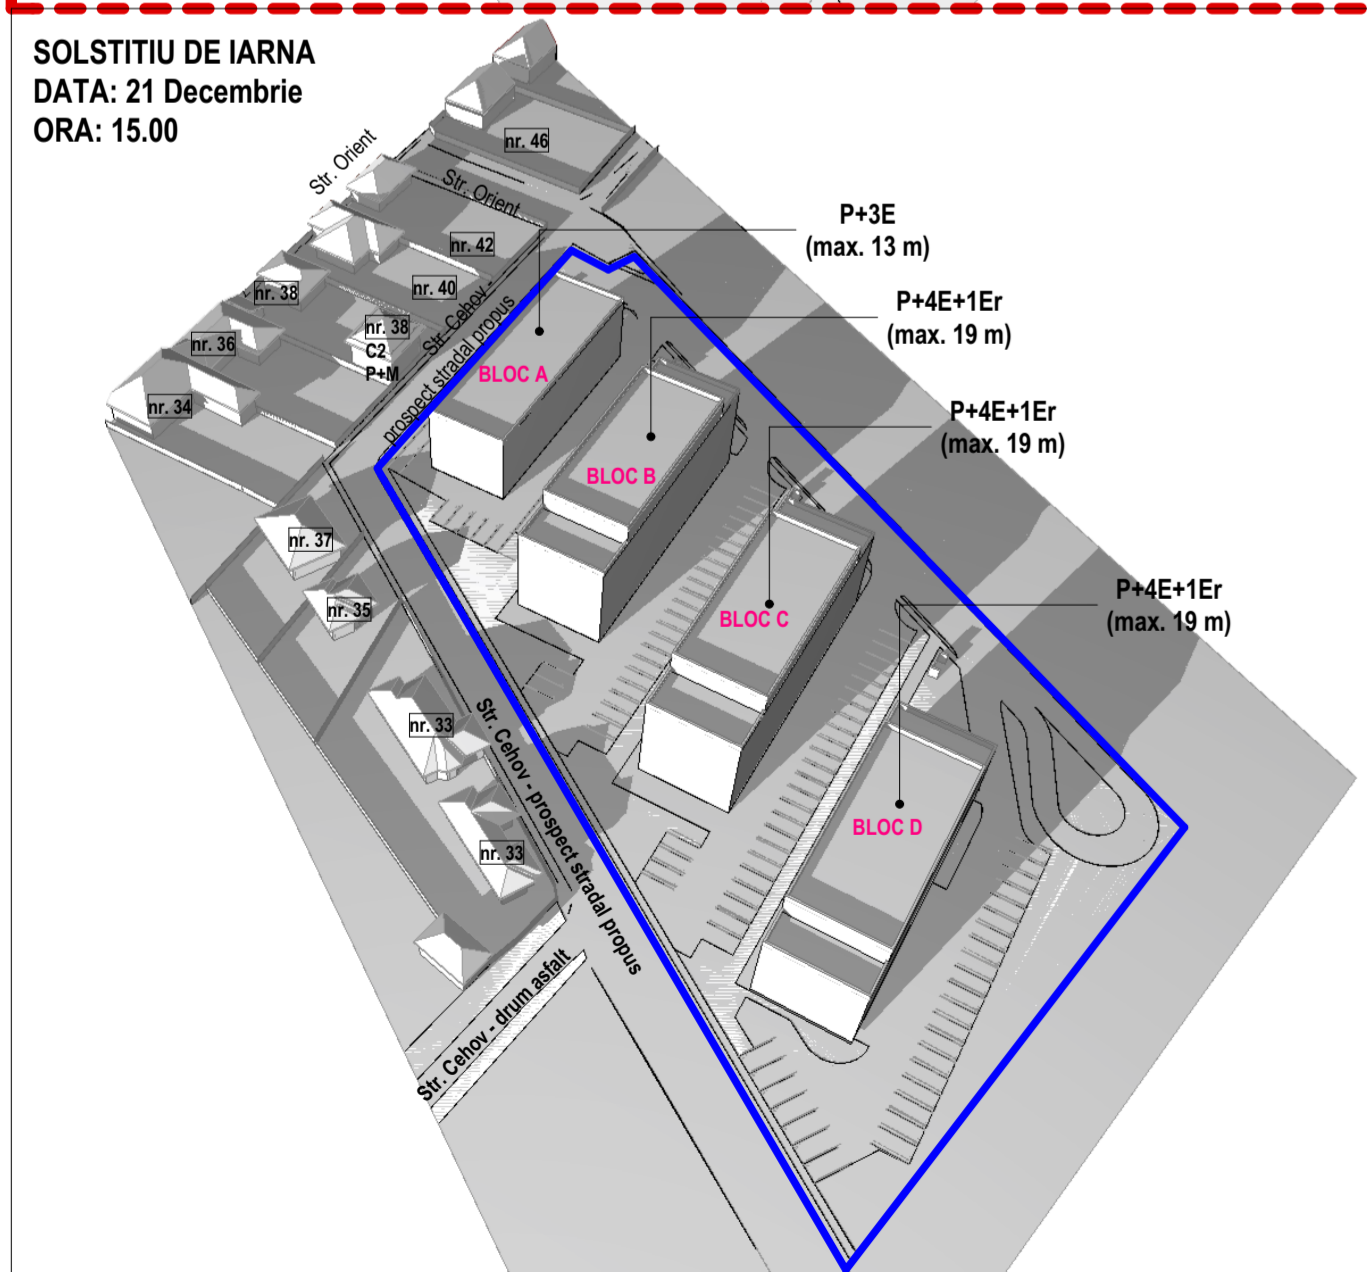 SOLSTITIU DE IARNA
DATA: 21 Decembrie
ORA: 15.00
nr. 46
Str. Orient
Str. Orient
P+3E
(max. 13 m)
nr. 42
nr. 40
nr. 38
nr. 38
C2
P+M
nr. 36
nr. 34
Str. Cehov -
prospect stradal propus
P+4E+1Er
(max. 19 m)
BLOC A
P+4E+1Er
(max. 19 m)
BLOC B
nr. 37
nr. 35
P+4E+1Er
(max. 19 m)
BLOC C
nr. 33
Str. Cehov - prospect stradal propus
BLOC D
nr. 33
Str. Cehov - drum asfalt